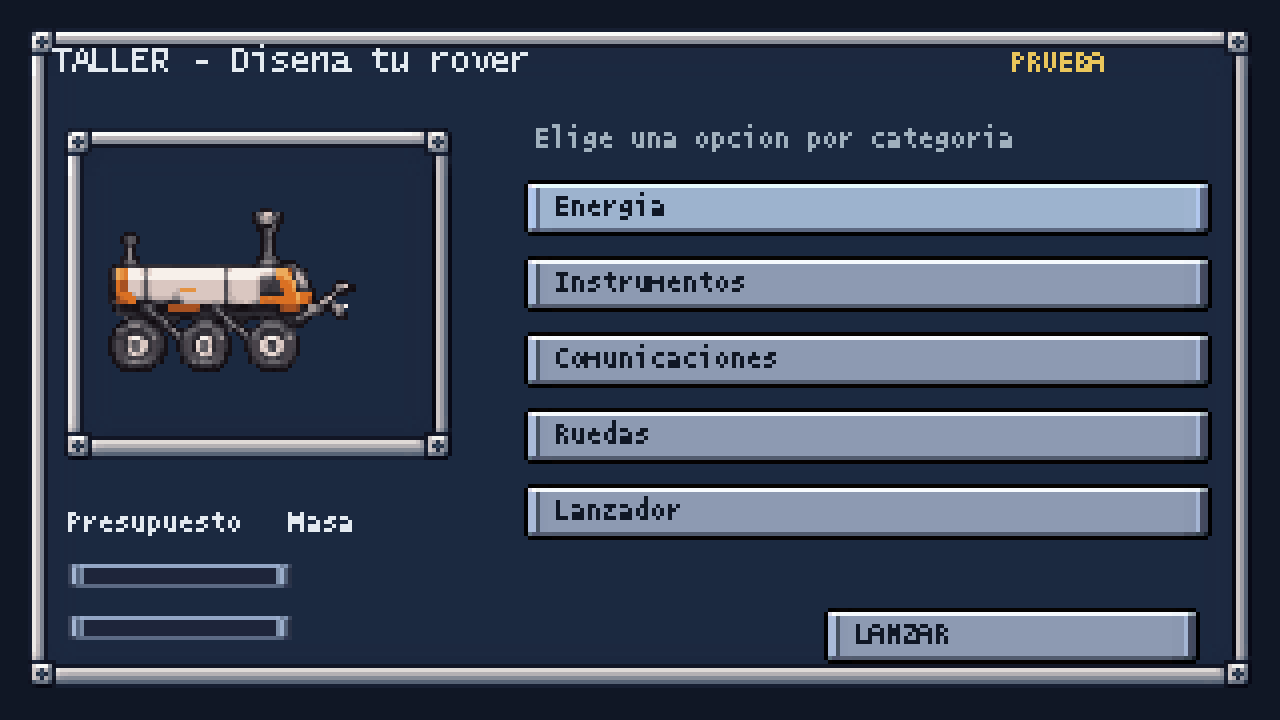 TALLER - Disena tu rover
PRUEBA
Elige una opcion por categoria
Energia
Instrumentos
Comunicaciones
Ruedas
Lanzador
Presupuesto Masa
LANZAR